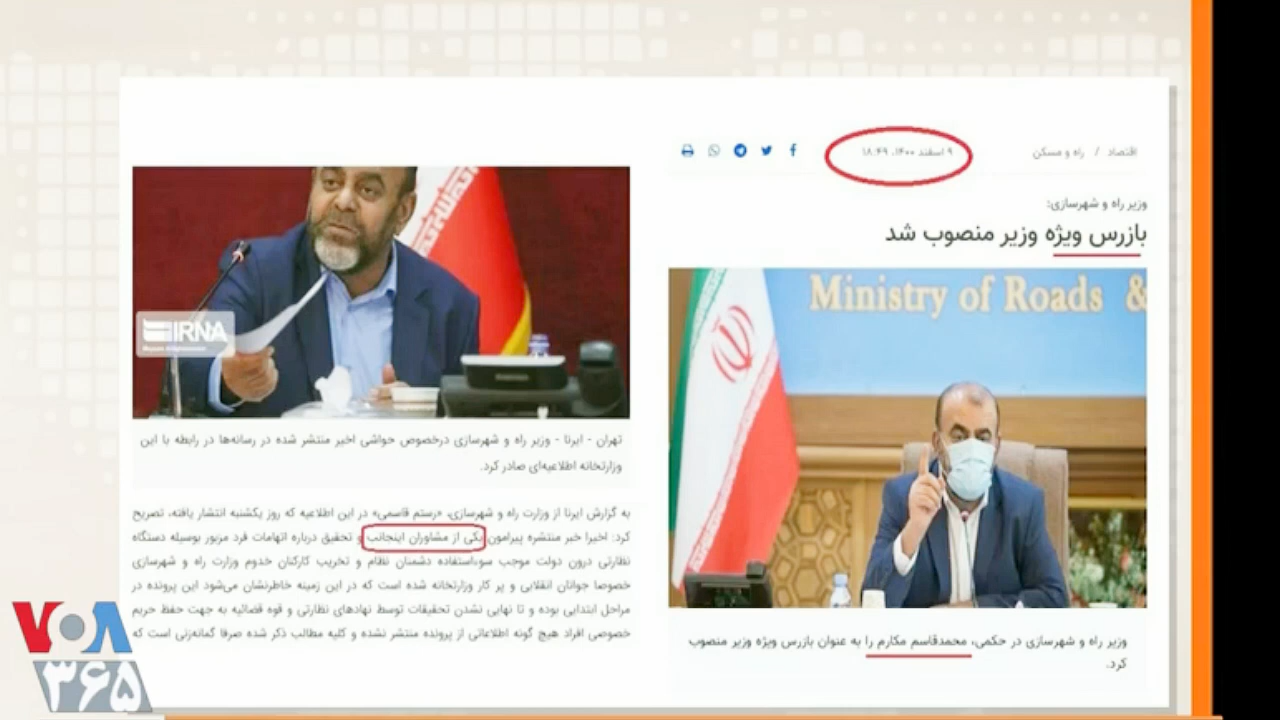 اقتصاد / راه و مسکن
۹ اسفند ۱۴۰۰، ۱۸:۴۹
وزیر راه و شهرسازی:
بازرس ویژه وزیر منصوب شد
Ministry of Roads &
وزیر راه و شهرسازی در حکمی، محمدقاسم مکارم را به عنوان بازرس ویژه وزیر منصوب
کرد.
IRNA
تهران - ایرنا - وزیر راه و شهرسازی درخصوص حواشی اخیر منتشر شده در رسانه‌ها در رابطه با این
وزارتخانه اطلاعیه‌ای صادر کرد.
به گزارش ایرنا از وزارت راه و شهرسازی، «رستم قاسمی» در این اطلاعیه که روز یکشنبه انتشار یافته، تصریح
کرد: اخیرا خبر منتشره پیرامون یکی از مشاوران اینجانب و تحقیق درباره اتهامات فرد مزبور بوسیله دستگاه
نظارتی درون دولت موجب سوءاستفاده دشمنان نظام و تخریب کارکنان خدوم وزارت راه و شهرسازی
خصوصا جوانان انقلابی و پر کار وزارتخانه شده است که در این زمینه خاطرنشان می‌شود این پرونده در
مراحل ابتدایی بوده و تا نهایی نشدن تحقیقات توسط نهادهای نظارتی و قوه قضائیه به جهت حفظ حریم
خصوصی افراد هیچ گونه اطلاعاتی از پرونده منتشر نشده و کلیه مطالب ذکر شده صرفا گمانه‌زنی است که
VOA
۳۶۵